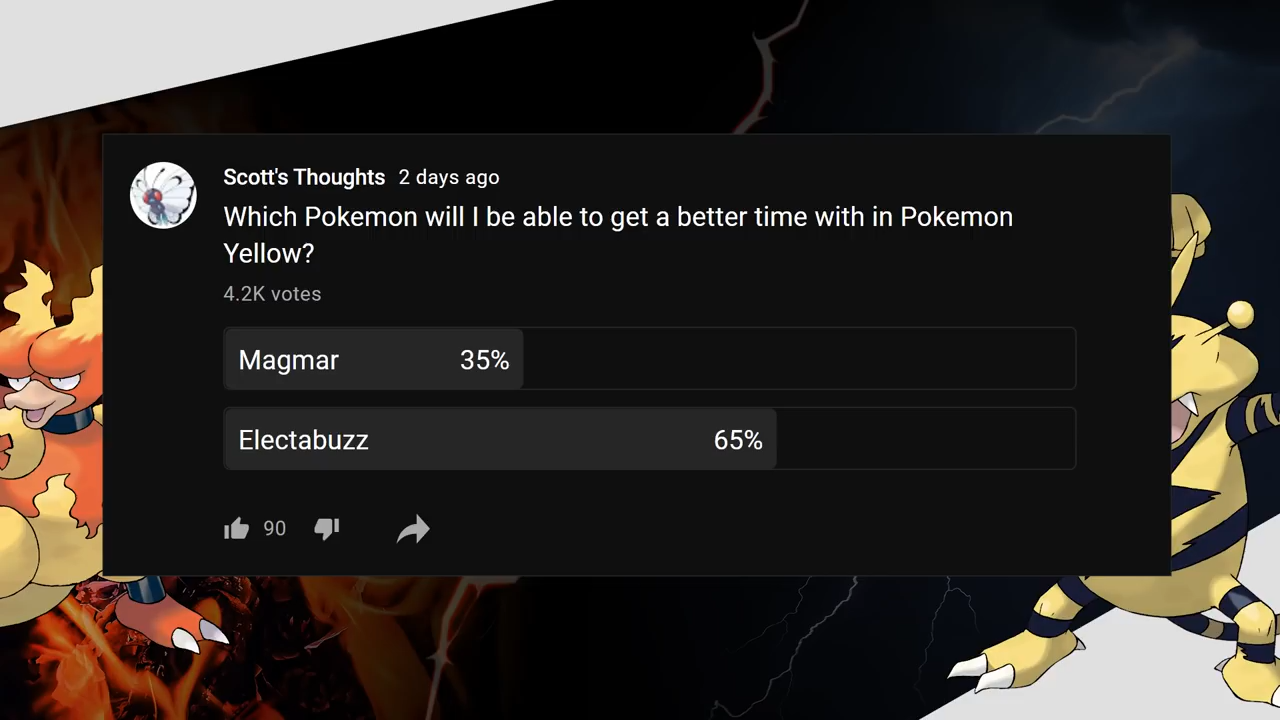 Scott's Thoughts 2 days ago
Which Pokemon will I be able to get a better time with in Pokemon
Yellow?
4.2K votes
Magmar 35%
Electabuzz 65%
90